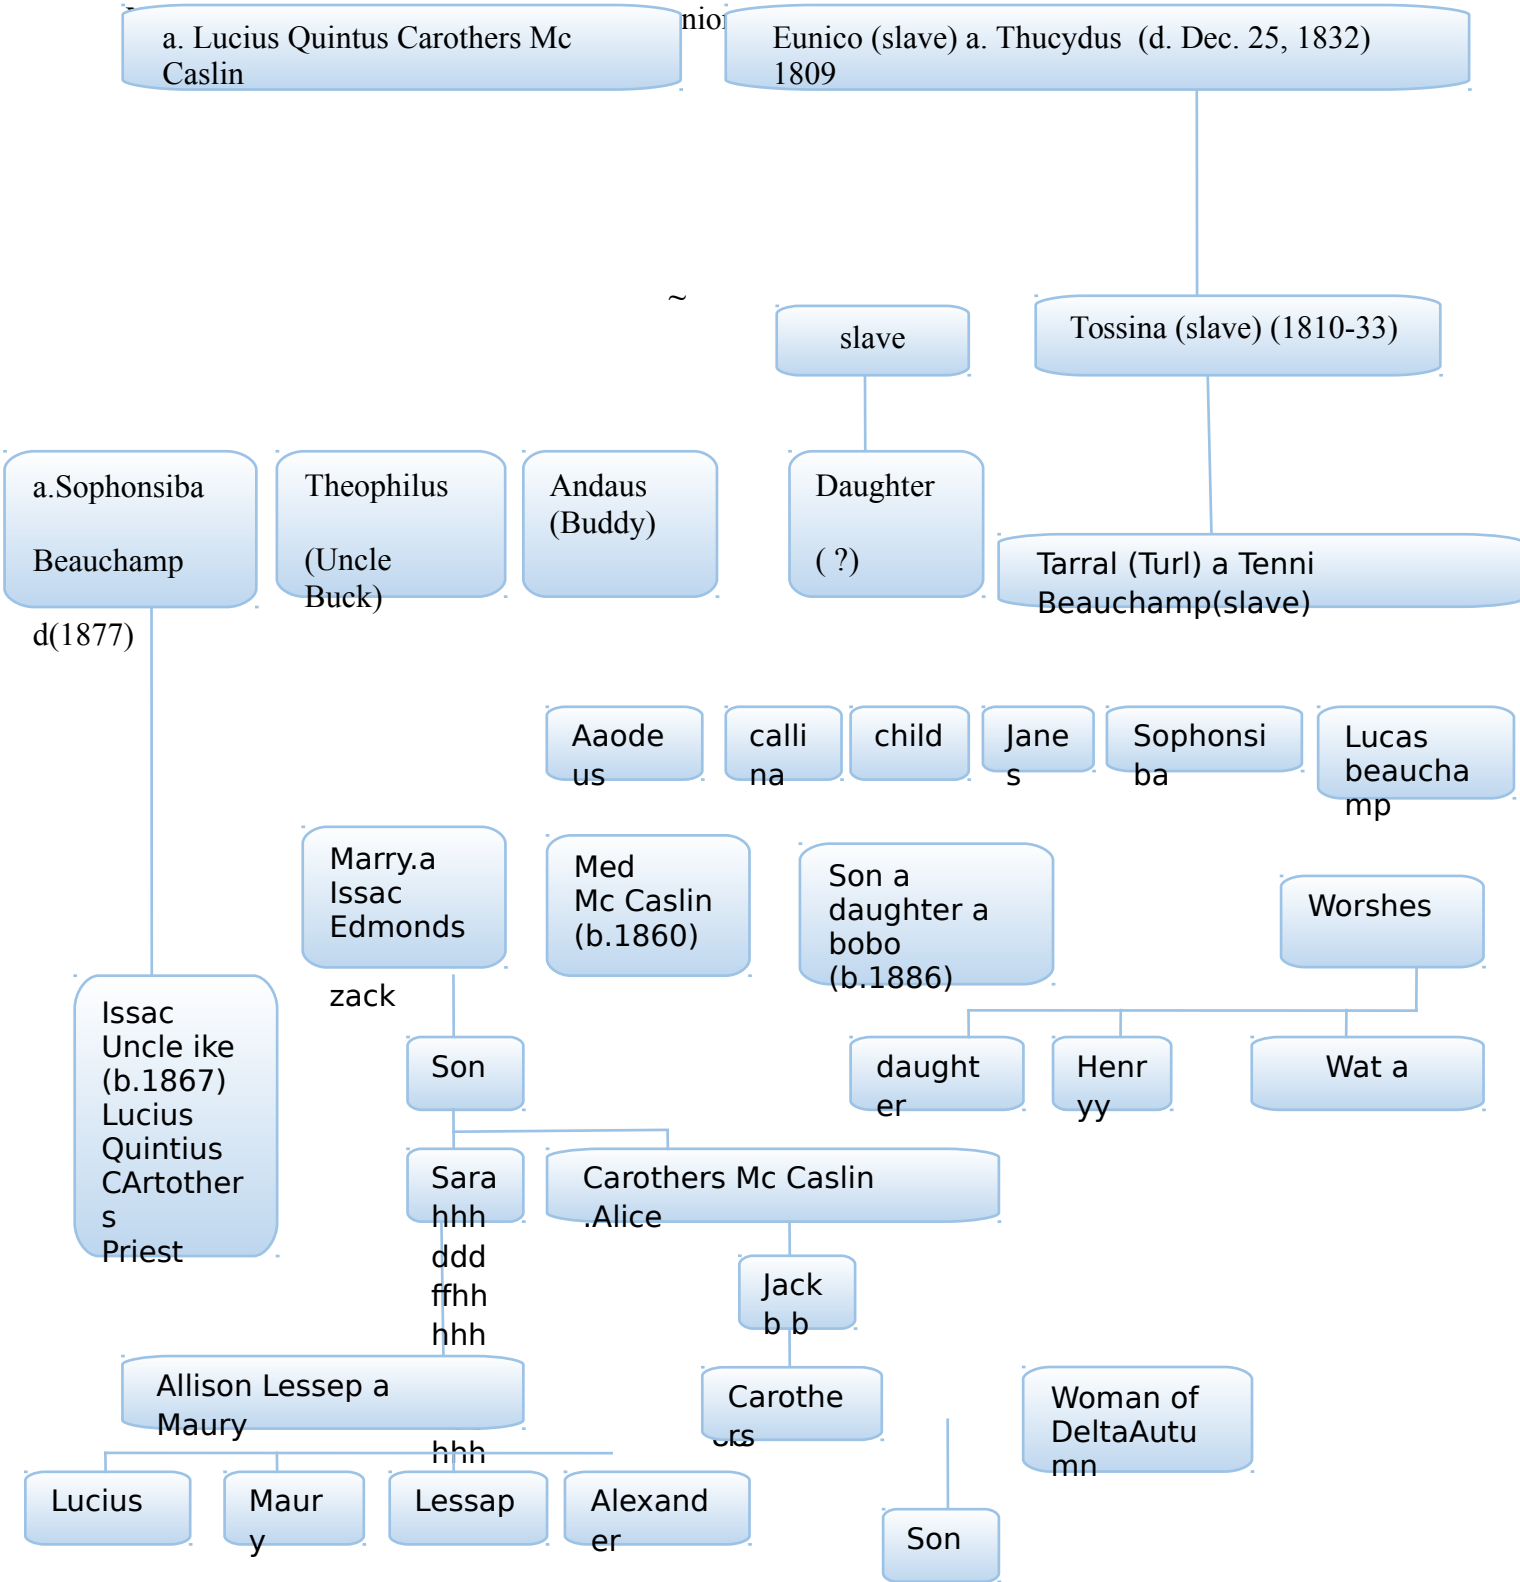 a. Lucius Quintus Carothers Mc
Caslin
Eunico (slave) a. Thucydus (d. Dec. 25, 1832)
1809
~
slave
Tossina (slave) (1810-33)
a.Sophonsiba
Beauchamp
d(1877)
Theophilus
(Uncle
Buck)
Andaus
(Buddy)
Daughter
( ?)
Tarral (Turl) a Tenni
Beauchamp(slave)
Aaode
us
calli
na
child
Jane
s
Sophonsi
ba
Lucas
beaucha
mp
Marry.a
Issac
Edmonds
zack
Med
Mc Caslin
(b.1860)
Son a
daughter a
bobo
(b.1886)
Worshes
Issac
Uncle ike
(b.1867)
Lucius
Quintius
CArtother
s
Priest
Son
daught
er
Henr
yy
Wat a
Sara
hhh
ddd
ffhh
hhh
hhh
Carothers Mc Caslin
.Alice
Jack
b b
Allison Lessep a
Maury
Carothe
rs
Woman of
DeltaAutu
mn
Lucius
Maur
y
Lessap
Alexand
er
Son